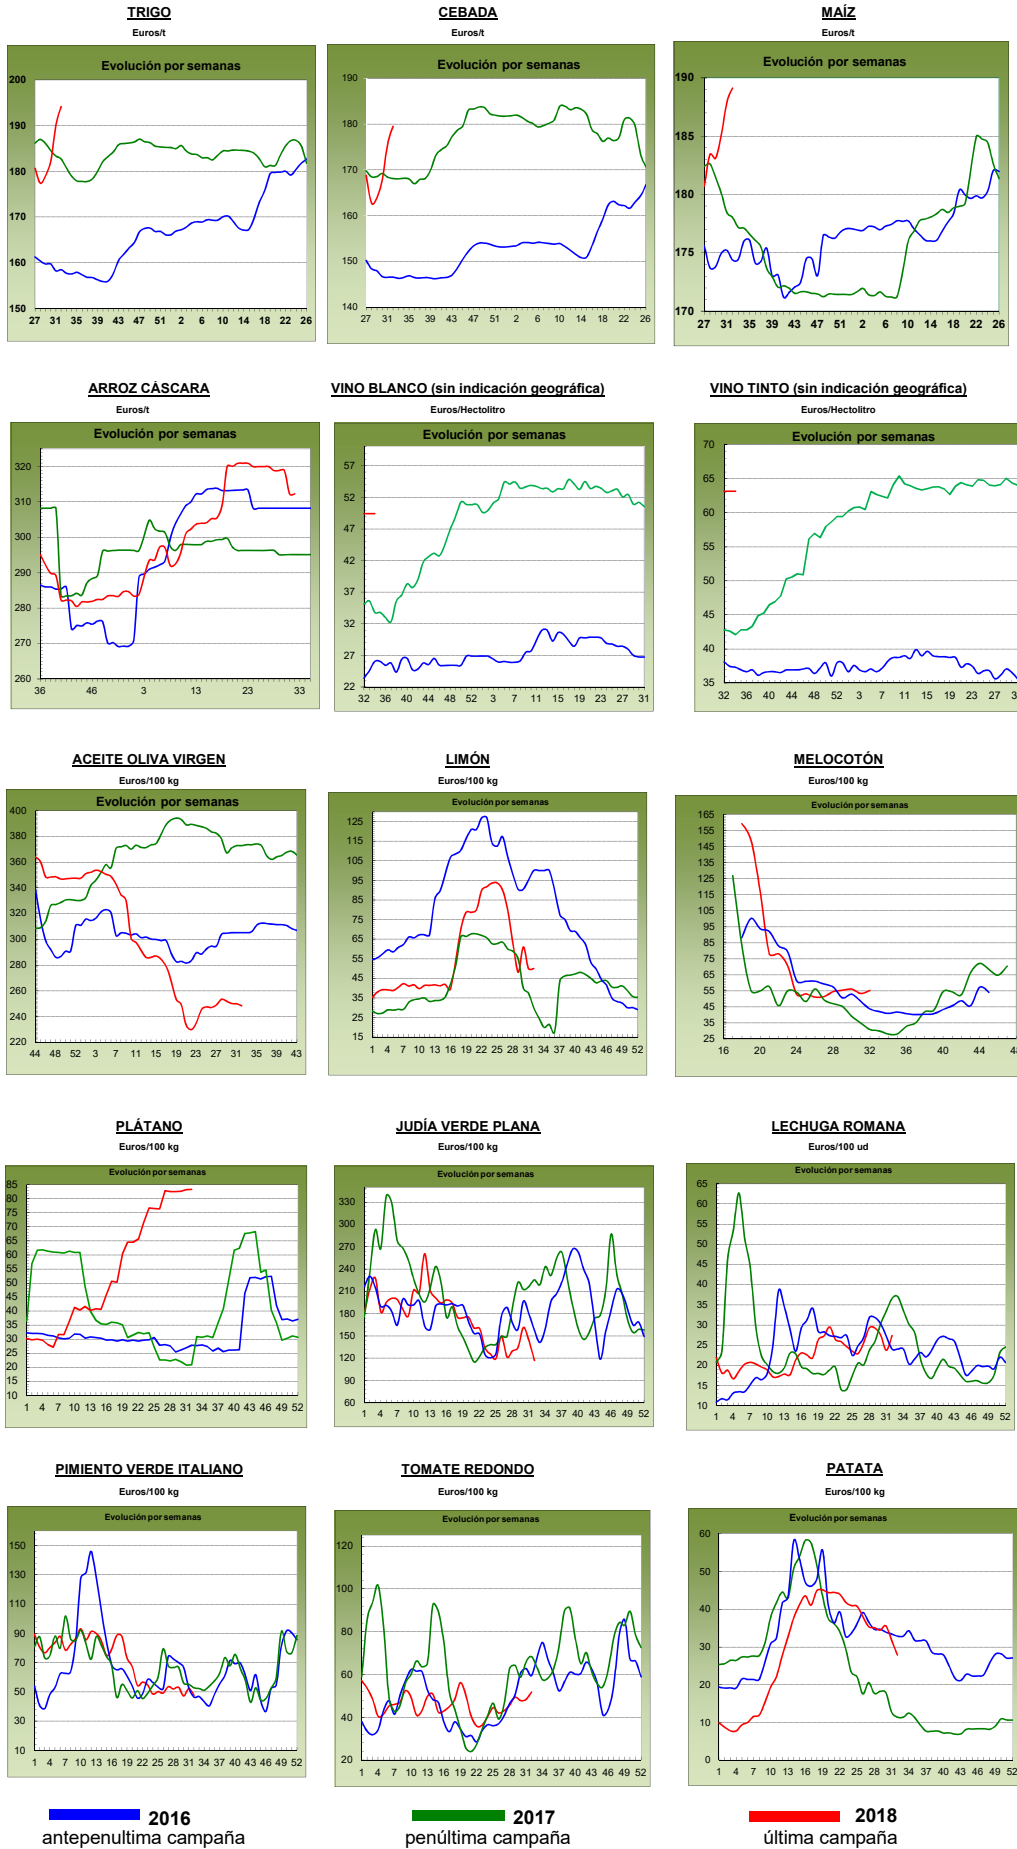 TRIGO
Euros/t
Evolución por semanas
200
190
180
170
160
150
27 31 35 39 43 47 51 2 6 10 14 18 22 26
CEBADA
Euros/t
Evolución por semanas
190
180
170
160
150
140
27 31 35 39 43 47 51 2 6 10 14 18 22 26
MAÍZ
Euros/t
Evolución por semanas
190
185
180
175
170
27 31 35 39 43 47 51 2 6 10 14 18 22 26
ARROZ CÁSCARA
Euros/t
Evolución por semanas
320
310
300
290
280
270
260
36 46 3 13 23 33
VINO BLANCO (sin indicación geográfica)
Euros/Hectolitro
Evolución por semanas
57
52
47
42
37
32
27
22
32 36 40 44 48 52 3 7 11 15 19 23 27 31
VINO TINTO (sin indicación geográfica)
Euros/Hectolitro
Evolución por semanas
70
65
60
55
50
45
40
35
32 36 40 44 48 52 3 7 11 15 19 23 27 3
ACEITE OLIVA VIRGEN
Euros/100 kg
Evolución por semanas
400
380
360
340
320
300
280
260
240
220
44 48 52 3 7 11 15 19 23 27 31 35 39 43
LIMÓN
Euros/100 kg
Evolución por semanas
125
115
105
95
85
75
65
55
45
35
25
15
1 4 7 10 13 16 19 22 25 28 31 34 37 40 43 46 49 52
MELOCOTÓN
Euros/100 kg
Evolución por semanas
165
155
145
135
125
115
105
95
85
75
65
55
45
35
25
16 20 24 28 32 36 40 44 48
PLÁTANO
Euros/100 kg
Evolución por semanas
85
80
75
70
65
60
55
50
45
40
35
30
25
20
15
10
1 4 7 10 13 16 19 22 25 28 31 34 37 40 43 46 49 52
JUDÍA VERDE PLANA
Euros/100 kg
Evolución por semanas
330
300
270
240
210
180
150
120
90
60
1 4 7 10 13 16 19 22 25 28 31 34 37 40 43 46 49 52
LECHUGA ROMANA
Euros/100 ud
Evolución por semanas
65
60
55
50
45
40
35
30
25
20
15
10
1 4 7 10 13 16 19 22 25 28 31 34 37 40 43 46 49 52
PIMIENTO VERDE ITALIANO
Euros/100 kg
Evolución por semanas
150
130
110
90
70
50
30
10
1 4 7 10 13 16 19 22 25 28 31 34 37 40 43 46 49 52
TOMATE REDONDO
Euros/100 kg
Evolución por semanas
120
100
80
60
40
20
1 4 7 10 13 16 19 22 25 28 31 34 37 40 43 46 49 52
PATATA
Euros/100 kg
Evolución por semanas
60
50
40
30
20
10
0
1 4 7 10 13 16 19 22 25 28 31 34 37 40 43 46 49 52
2016
antepenultima campaña
2017
penúltima campaña
2018
última campaña